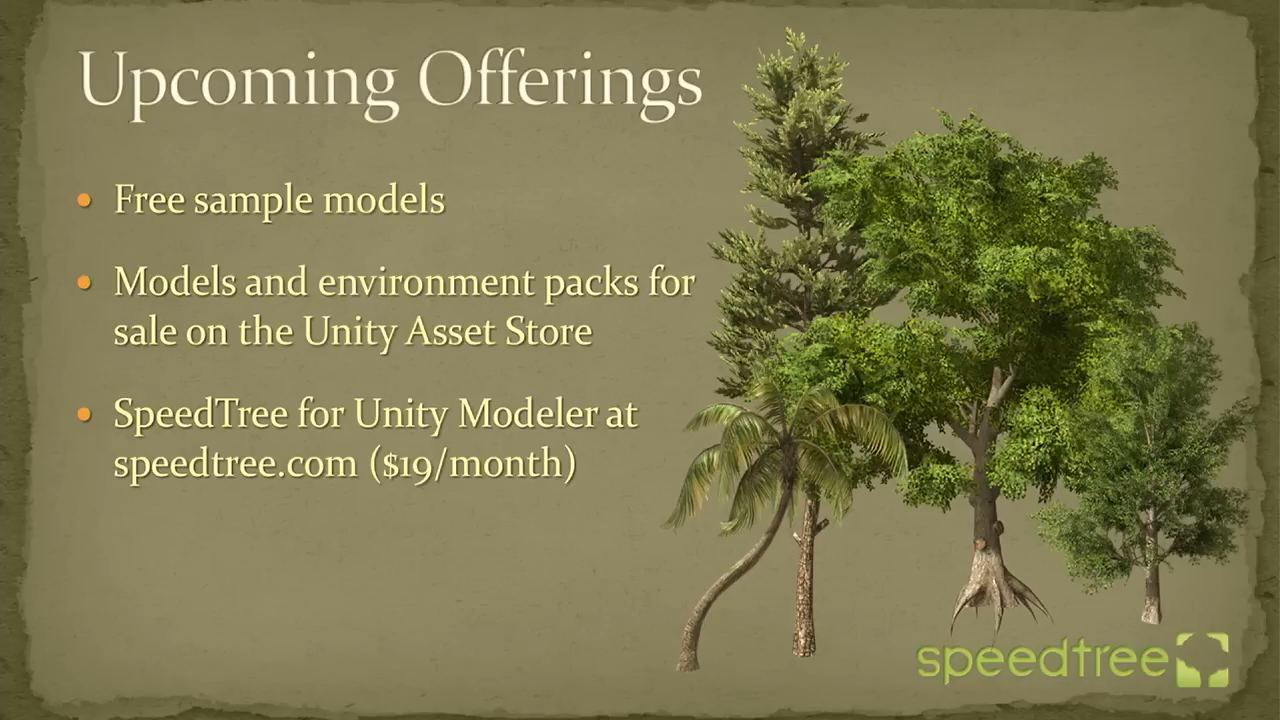 Upcoming Offerings
• Free sample models
• Models and environment packs for
sale on the Unity Asset Store
• SpeedTree for Unity Modeler at
speedtree.com ($19/month)
speedtree